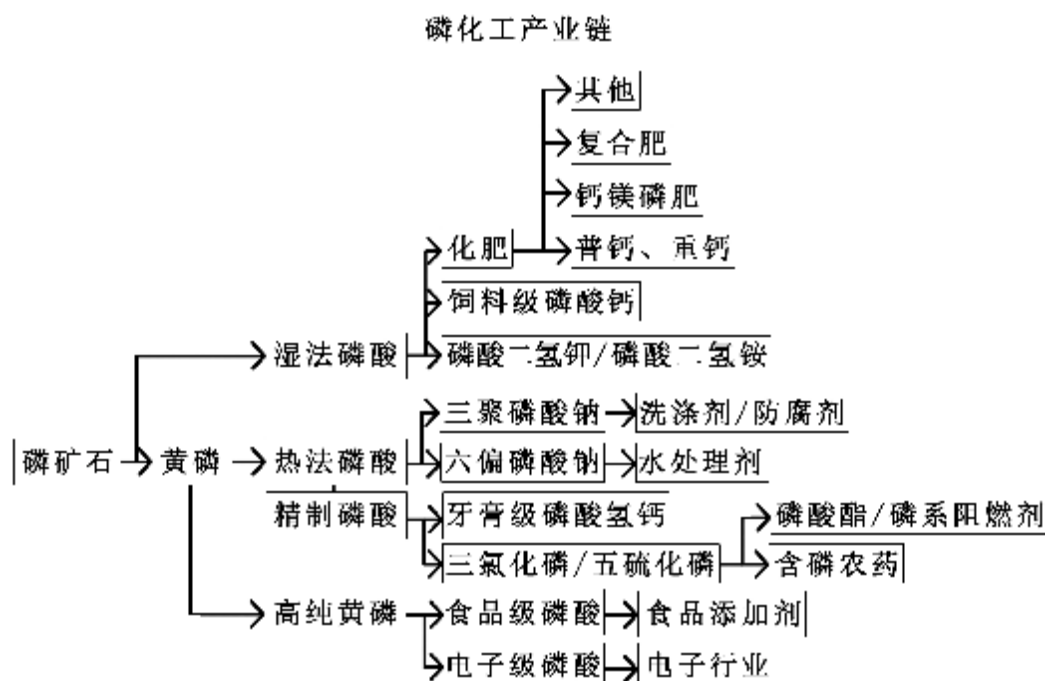 磷化工产业链
其他
复合肥
钙镁磷肥
化肥 普钙、重钙
饲料级磷酸钙
湿法磷酸 磷酸二氢钾/磷酸二氢铵
三聚磷酸钠 洗涤剂/防腐剂
磷矿石 黄磷 热法磷酸 六偏磷酸钠 水处理剂
精制磷酸 牙膏级磷酸氢钙 磷酸酯/磷系阻燃剂
三氯化磷/五硫化磷 含磷农药
高纯黄磷 食品级磷酸 食品添加剂
电子级磷酸 电子行业